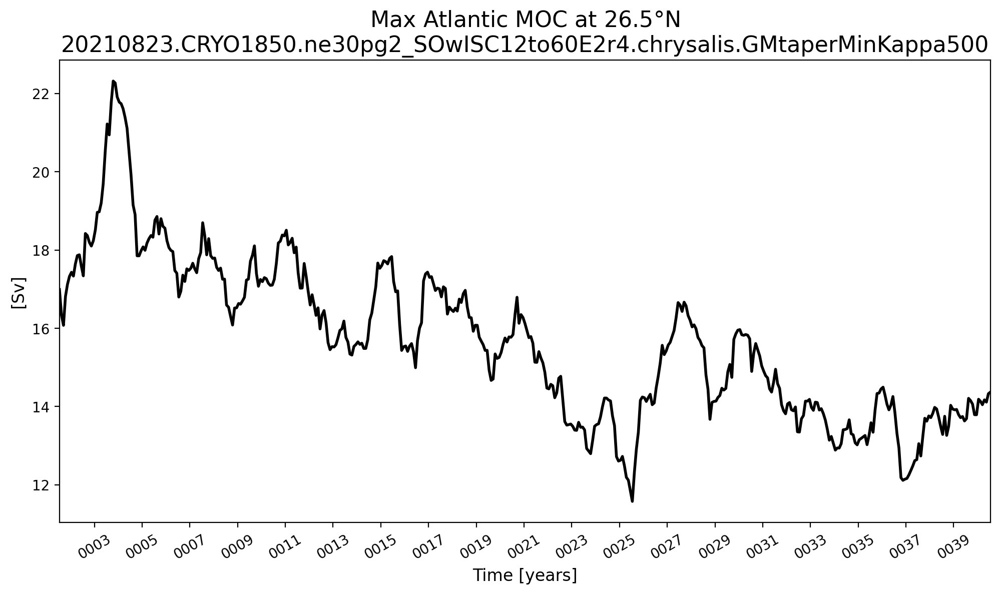 Max Atlantic MOC at 26.5°N
20210823.CRYO1850.ne30pg2_SOwISC12to60E2r4.chrysalis.GMtaperMinKappa500
22
20
18
16
14
12
[Sv]
0003 0005 0007 0009 0011 0013 0015 0017 0019 0021 0023 0025 0027 0029 0031 0033 0035 0037 0039
Time [years]